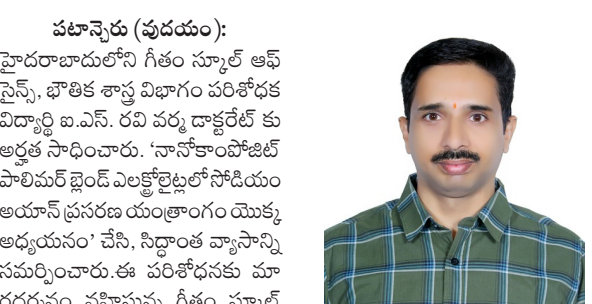 పటాన్చెరు (వుదయం):
హైదరాబాదులోని గీతం స్కూల్ ఆఫ్
సైన్స్, భౌతిక శాస్త్ర విభాగం పరిశోధక
విద్యార్థి ఐ.ఎస్. రవి వర్మ డాక్టరేట్ కు
అర్హత సాధించారు. ‘నానోకాంపోజిట్
పాలిమర్ బ్లెండ్ ఎలక్ట్రోలైట్లలో సోడియం
అయాన్ ప్రసరణ యంత్రాంగం యొక్క
అధ్యయనం’ చేసి, సిద్ధాంత వ్యాసాన్ని
సమర్పించారు.ఈ పరిశోధనకు మా
గీతం స్కూల్